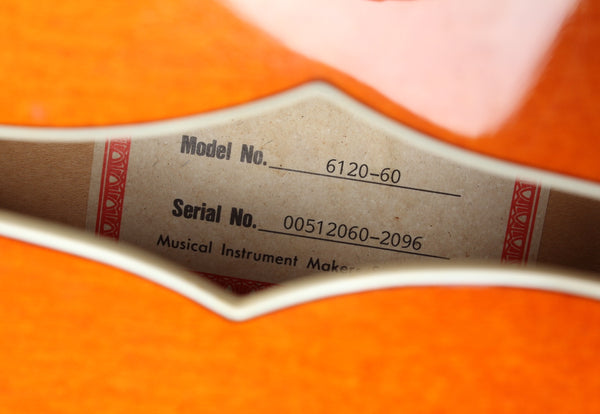 Model No. 6120-60
Serial No. 00512060-2096
Musical Instrument Makers